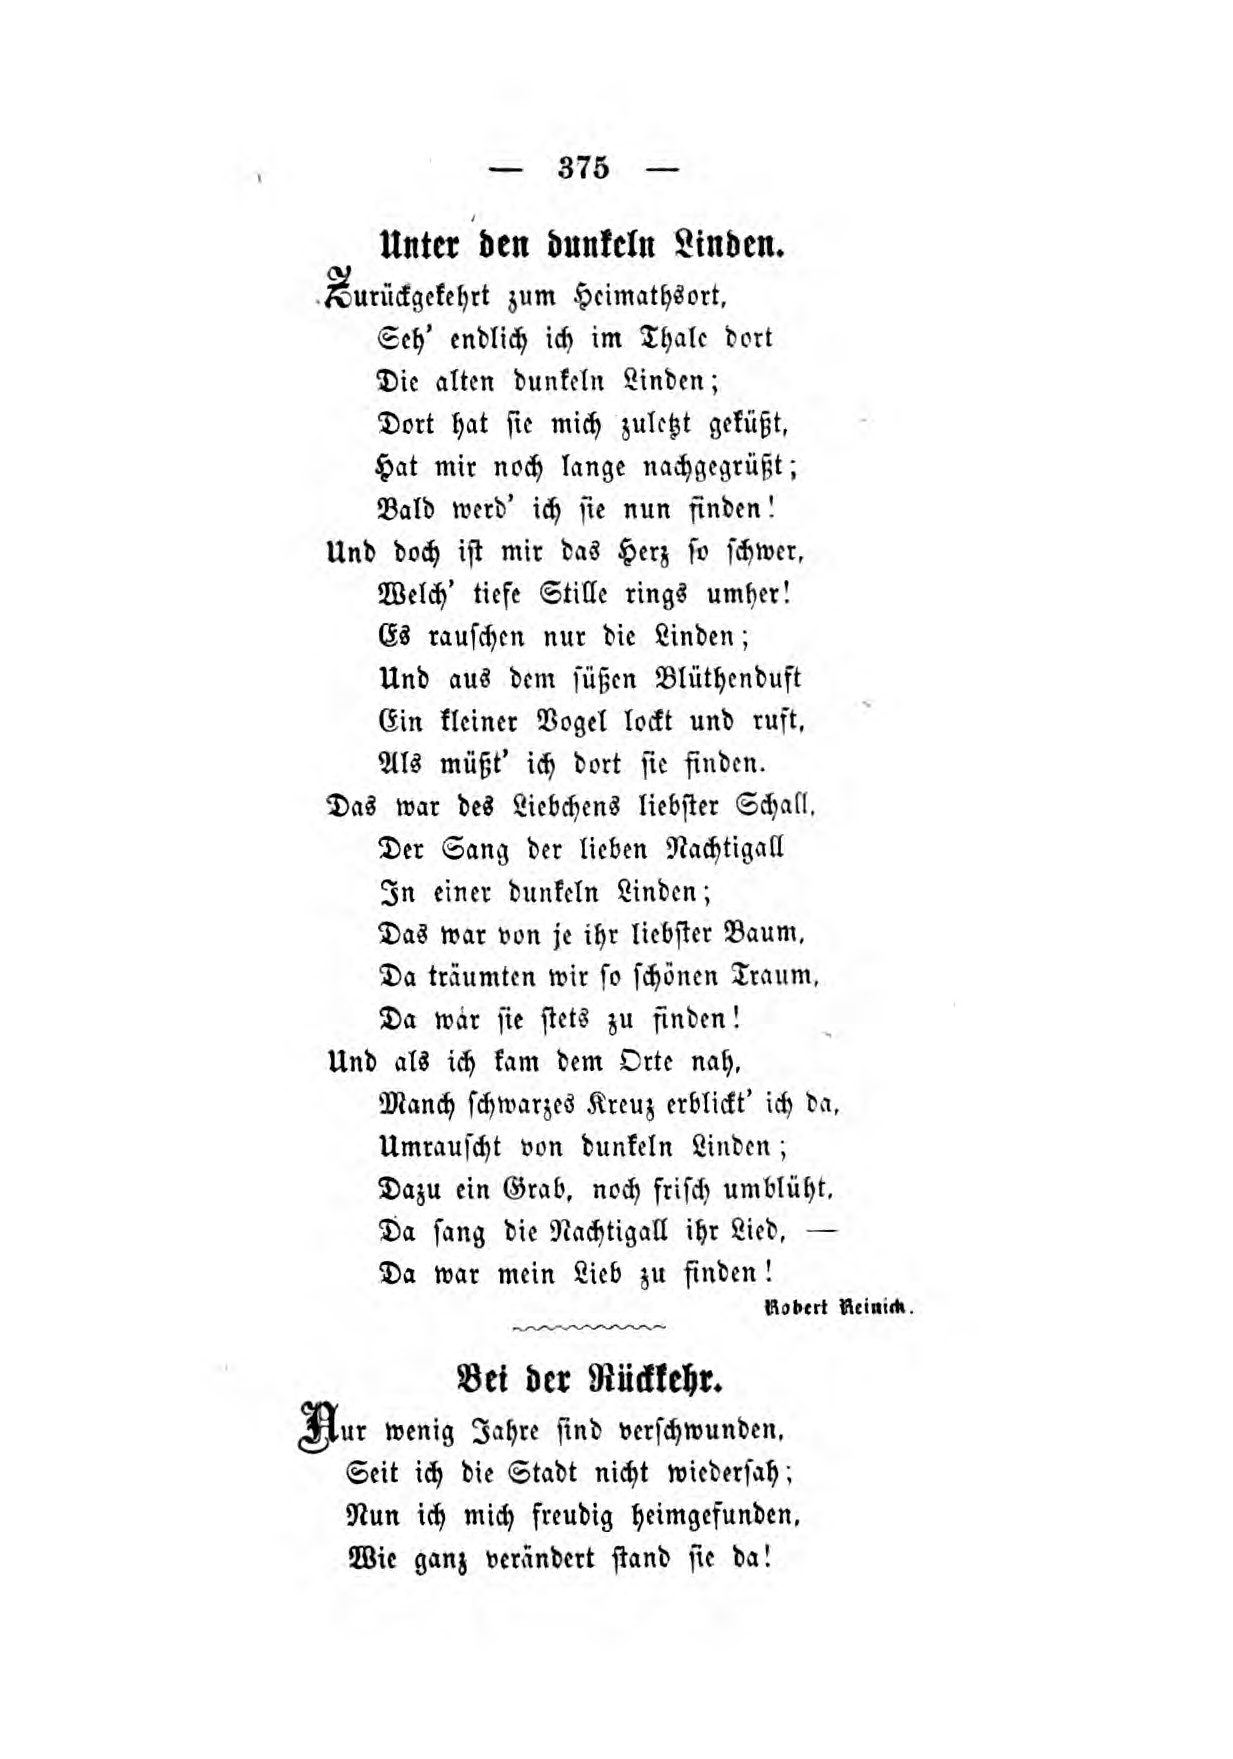 — 375 —
Unter den dunkeln Linden.
Zurückgekehrt zum Heimathsort,
Seh' endlich ich im Thale dort
Die alten dunkeln Linden;
Dort hat sie mich zuletzt geküßt,
Hat mir noch lange nachgegrüßt;
Bald werd' ich sie nun finden!
Und doch ist mir das Herz so schwer,
Welch' tiefe Stille rings umher!
Es rauschen nur die Linden;
Und aus dem süßen Blüthenduft
Ein kleiner Vogel lockt und ruft,
Als müßt' ich dort sie finden.
Das war des Liebchens liebster Schall,
Der Sang der lieben Nachtigall
In einer dunkeln Linden;
Das war von je ihr liebster Baum,
Da träumten wir so schönen Traum,
Da war sie stets zu finden!
Und als ich kam dem Orte nah,
Manch schwarzes Kreuz erblickt' ich da,
Umrauscht von dunkeln Linden;
Dazu ein Grab, noch frisch umblüht,
Da sang die Nachtigall ihr Lied, —
Da war mein Lieb zu finden!
Robert Reinick.
Bei der Rückkehr.
Nur wenig Jahre sind verschwunden,
Seit ich die Stadt nicht wiedersah;
Nun ich mich freudig heimgefunden,
Wie ganz verändert stand sie da!